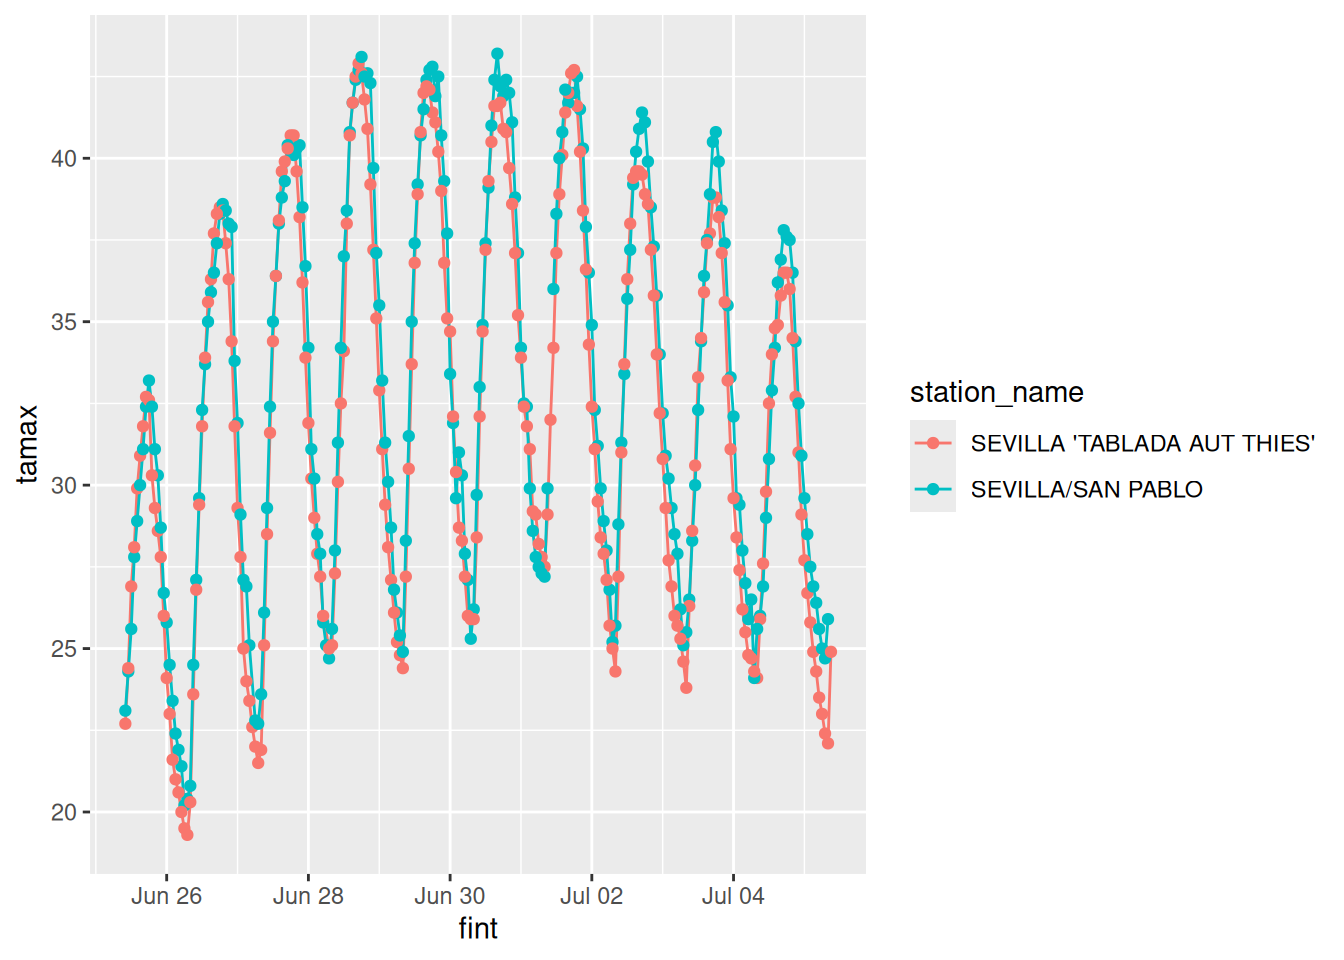 tamax
40
35
30
25
20
Jun 26
Jun 28
Jun 30
Jul 02
Jul 04
fint
station_name
SEVILLA 'TABLADA AUT THIES'
SEVILLA/SAN PABLO